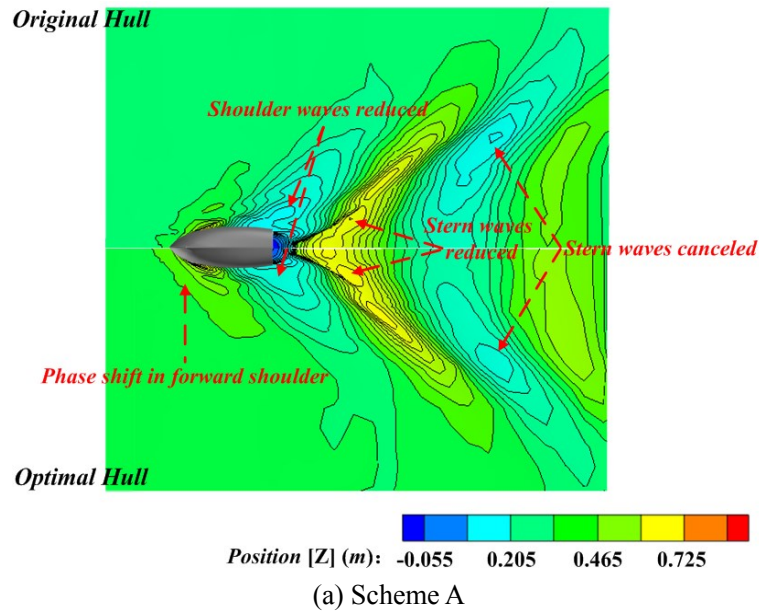 Original Hull
Shoulder waves reduced
Stern waves
reduced
Stern waves canceled
Phase shift in forward shoulder
Optimal Hull
Position [Z] (m): -0.055 0.205 0.465 0.725
(a) Scheme A